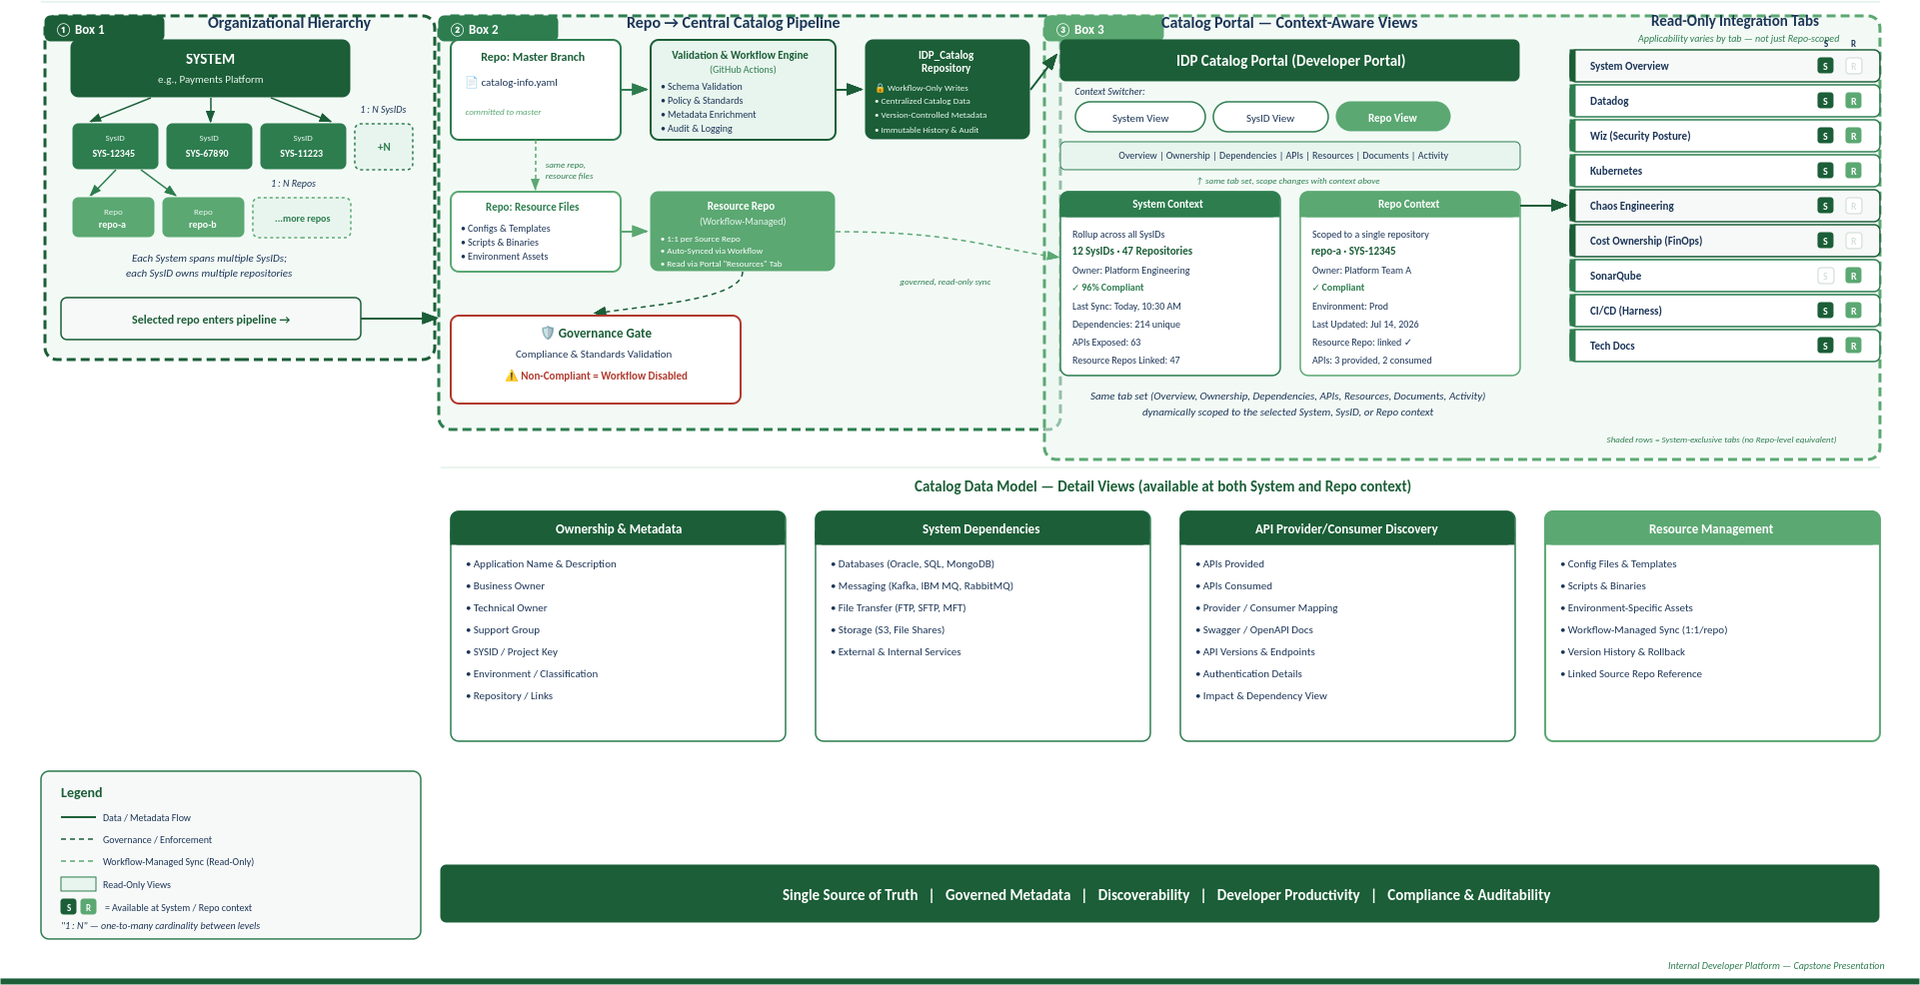 ① Box 1
Organizational Hierarchy
SYSTEM
e.g., Payments Platform
1 : N SysIDs
SysID
SYS-12345
SysID
SYS-67890
SysID
SYS-11223
+N
1 : N Repos
Repo
repo-a
Repo
repo-b
...more repos
Each System spans multiple SysIDs;
each SysID owns multiple repositories
Selected repo enters pipeline →
② Box 2
Repo → Central Catalog Pipeline
Repo: Master Branch
📄 catalog-info.yaml
committed to master
Validation & Workflow Engine
(GitHub Actions)
• Schema Validation
• Policy & Standards
• Metadata Enrichment
• Audit & Logging
IDP_Catalog
Repository
🔒 Workflow-Only Writes
• Centralized Catalog Data
• Version-Controlled Metadata
• Immutable History & Audit
same repo,
resource files
Repo: Resource Files
• Configs & Templates
• Scripts & Binaries
• Environment Assets
Resource Repo
(Workflow-Managed)
• 1:1 per Source Repo
• Auto-Synced via Workflow
• Read via Portal "Resources" Tab
governed, read-only sync
🛡️ Governance Gate
Compliance & Standards Validation
⚠️ Non-Compliant = Workflow Disabled
③ Box 3
Catalog Portal — Context-Aware Views
IDP Catalog Portal (Developer Portal)
Context Switcher:
System View
SysID View
Repo View
Overview | Ownership | Dependencies | APIs | Resources | Documents | Activity
↑ same tab set, scope changes with context above
System Context
Rollup across all SysIDs
12 SysIDs · 47 Repositories
Owner: Platform Engineering
✓ 96% Compliant
Last Sync: Today, 10:30 AM
Dependencies: 214 unique
APIs Exposed: 63
Resource Repos Linked: 47
Repo Context
Scoped to a single repository
repo-a · SYS-12345
Owner: Platform Team A
✓ Compliant
Environment: Prod
Last Updated: Jul 14, 2026
Resource Repo: linked ✓
APIs: 3 provided, 2 consumed
Same tab set (Overview, Ownership, Dependencies, APIs, Resources, Documents, Activity)
dynamically scoped to the selected System, SysID, or Repo context
Read-Only Integration Tabs
Applicability varies by tab — not just Repo-scoped
S R
System Overview S R
Datadog S R
Wiz (Security Posture) S R
Kubernetes S R
Chaos Engineering S R
Cost Ownership (FinOps) S R
SonarQube S R
CI/CD (Harness) S R
Tech Docs S R
Shaded rows = System-exclusive tabs (no Repo-level equivalent)
Catalog Data Model — Detail Views (available at both System and Repo context)
Ownership & Metadata
• Application Name & Description
• Business Owner
• Technical Owner
• Support Group
• SYSID / Project Key
• Environment / Classification
• Repository / Links
System Dependencies
• Databases (Oracle, SQL, MongoDB)
• Messaging (Kafka, IBM MQ, RabbitMQ)
• File Transfer (FTP, SFTP, MFT)
• Storage (S3, File Shares)
• External & Internal Services
API Provider/Consumer Discovery
• APIs Provided
• APIs Consumed
• Provider / Consumer Mapping
• Swagger / OpenAPI Docs
• API Versions & Endpoints
• Authentication Details
• Impact & Dependency View
Resource Management
• Config Files & Templates
• Scripts & Binaries
• Environment-Specific Assets
• Workflow-Managed Sync (1:1/repo)
• Version History & Rollback
• Linked Source Repo Reference
Legend
Data / Metadata Flow
Governance / Enforcement
Workflow-Managed Sync (Read-Only)
Read-Only Views
S R = Available at System / Repo context
"1 : N" — one-to-many cardinality between levels
Single Source of Truth | Governed Metadata | Discoverability | Developer Productivity | Compliance & Auditability
Internal Developer Platform — Capstone Presentation